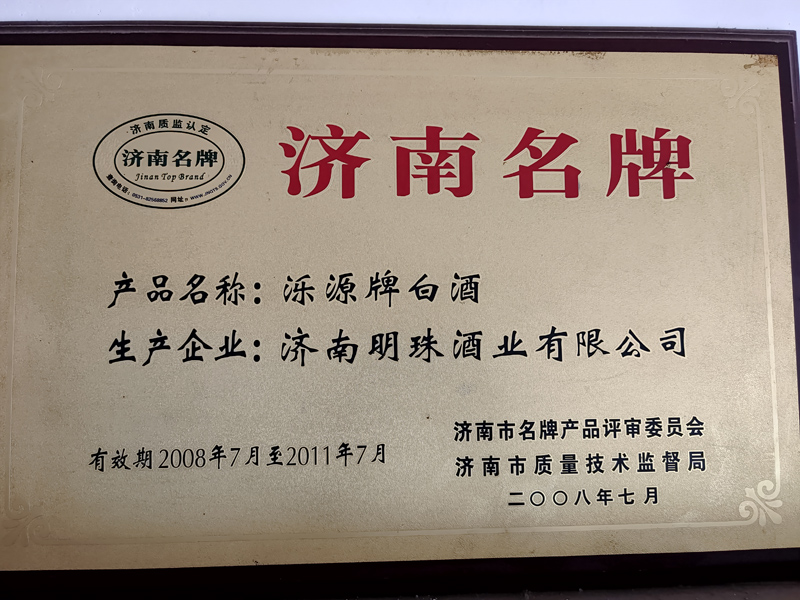 济南质监认定
济南名牌
Jinan Top Brand
济南名牌
产品名称：泺源牌白酒
生产企业：济南明珠酒业有限公司
有效期2008年7月至2011年7月
济南市名牌产品评审委员会
济南市质量技术监督局
二〇〇八年七月